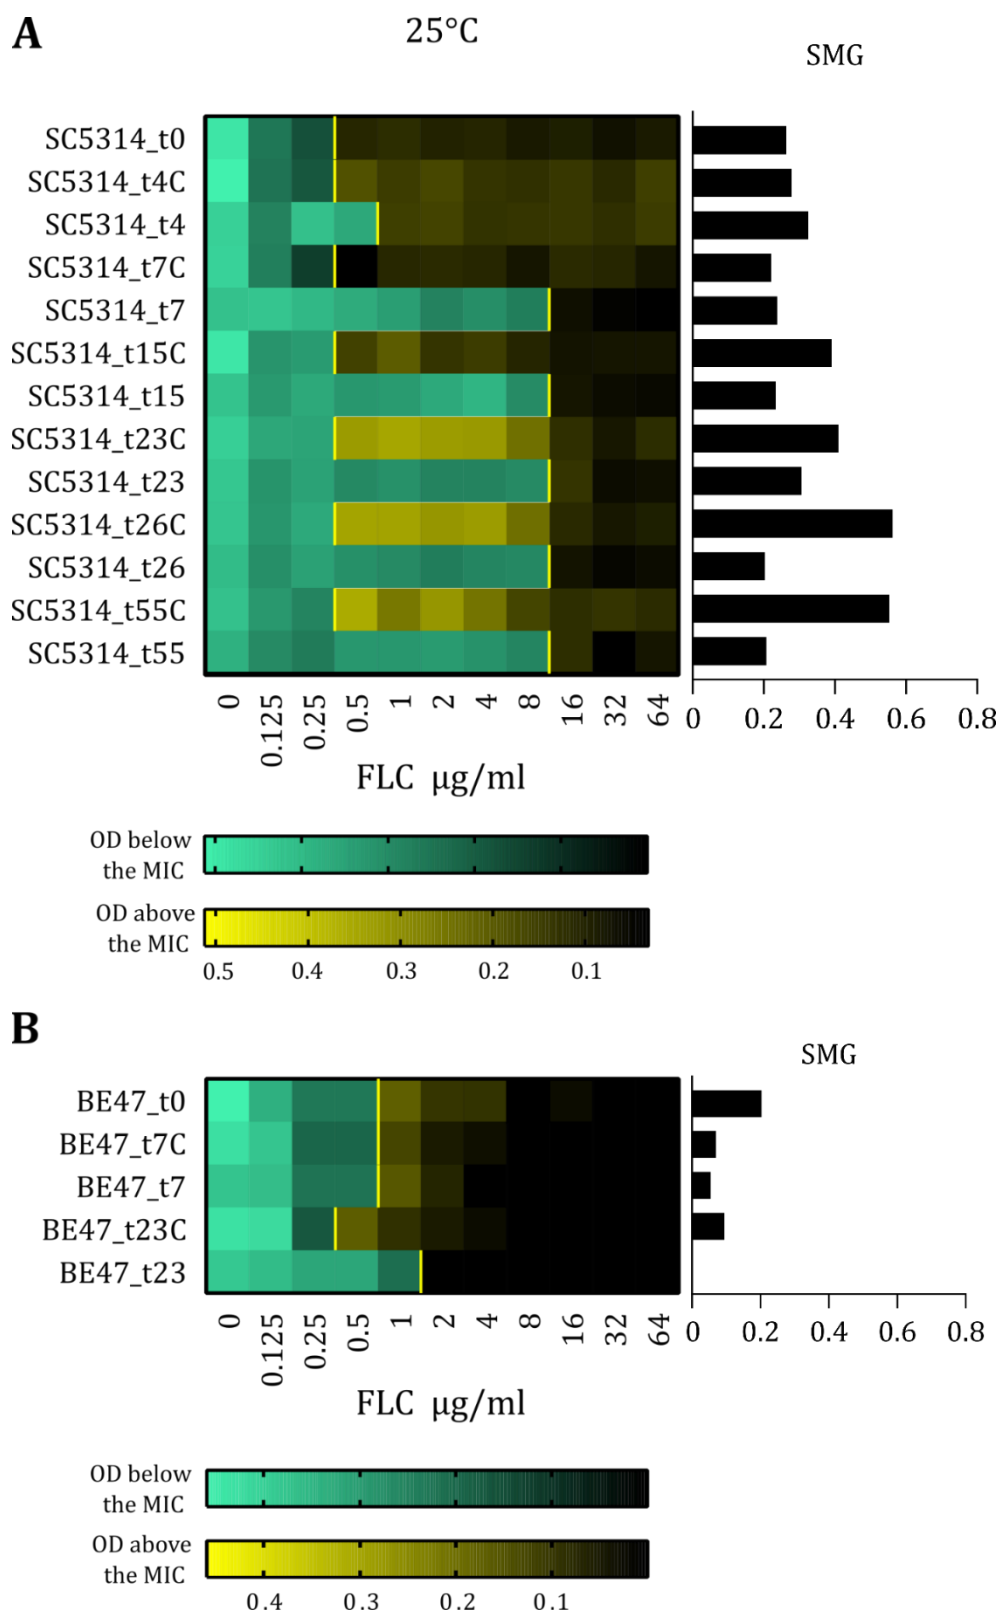 A
25°C
SMG
SC5314_t0
SC5314_t4C
SC5314_t4
SC5314_t7C
SC5314_t7
SC5314_t15C
SC5314_t15
SC5314_t23C
SC5314_t23
SC5314_t26C
SC5314_t26
SC5314_t55C
SC5314_t55
0 0.125 0.25 0.5 1 2 4 8 16 32 64
0 0.2 0.4 0.6 0.8
FLC µg/ml
OD below
the MIC
OD above
the MIC
0.5 0.4 0.3 0.2 0.1
B
SMG
BE47_t0
BE47_t7C
BE47_t7
BE47_t23C
BE47_t23
0 0.125 0.25 0.5 1 2 4 8 16 32 64
0 0.2 0.4 0.6 0.8
FLC µg/ml
OD below
the MIC
OD above
the MIC
0.4 0.3 0.2 0.1